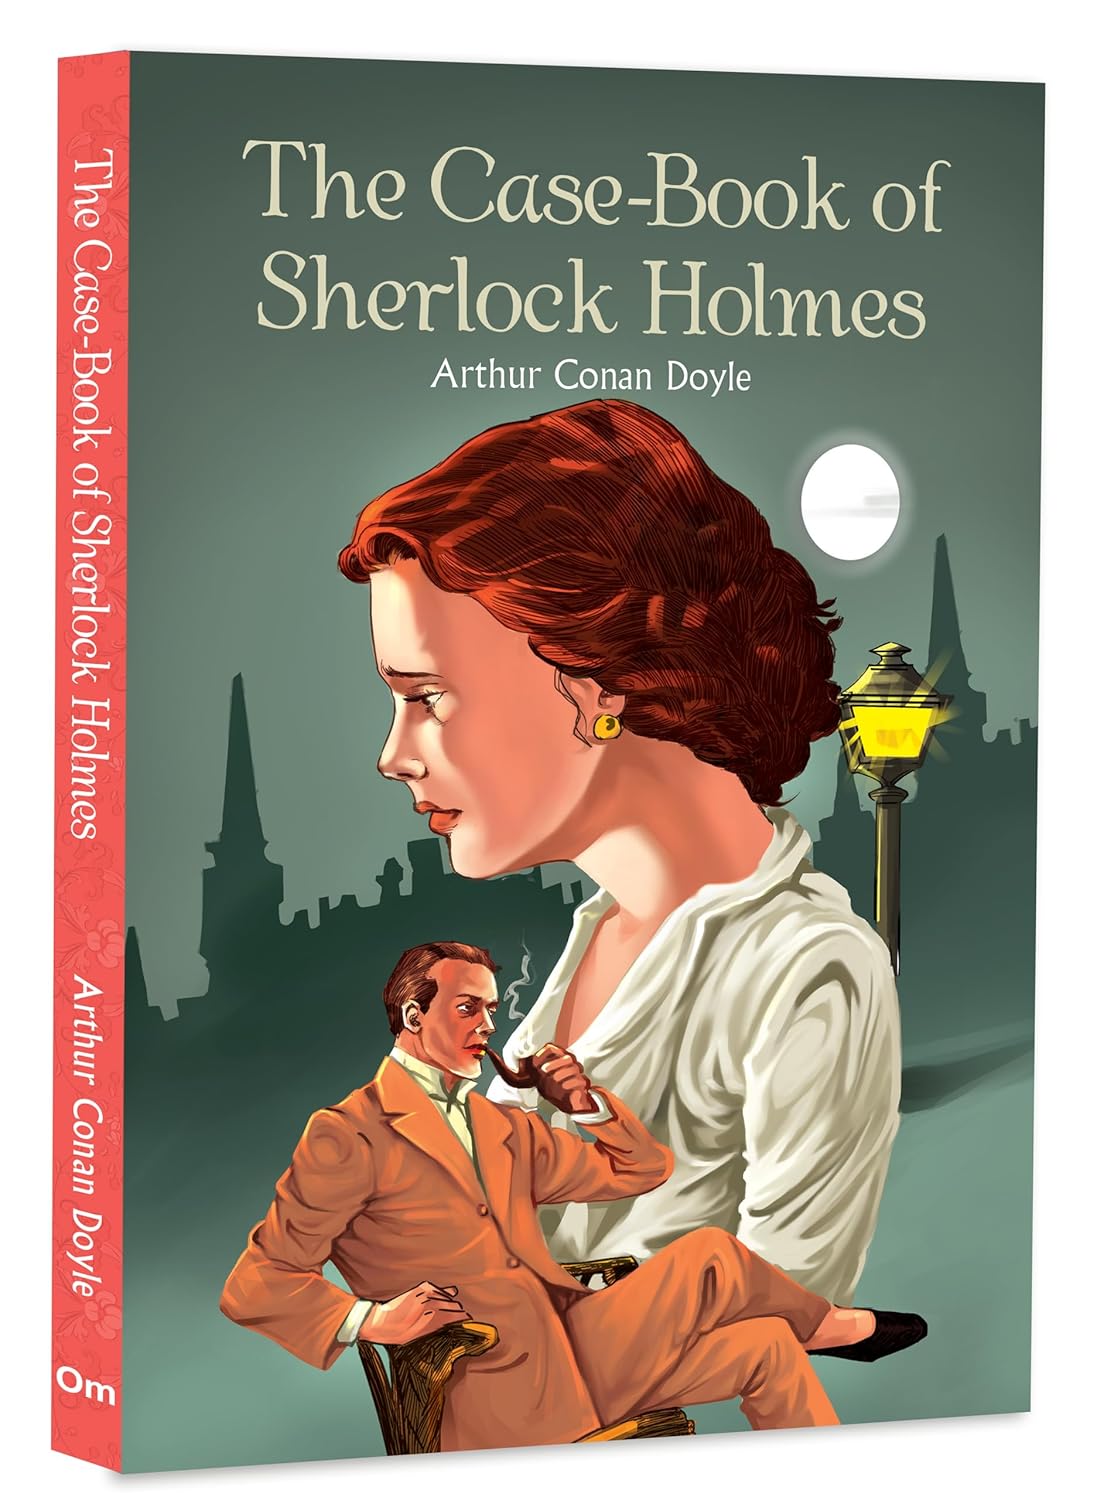 The Case-Book of
Sherlock Holmes
Arthur Conan Doyle
The Case-Book of Sherlock Holmes
Arthur Conan Doyle
Om